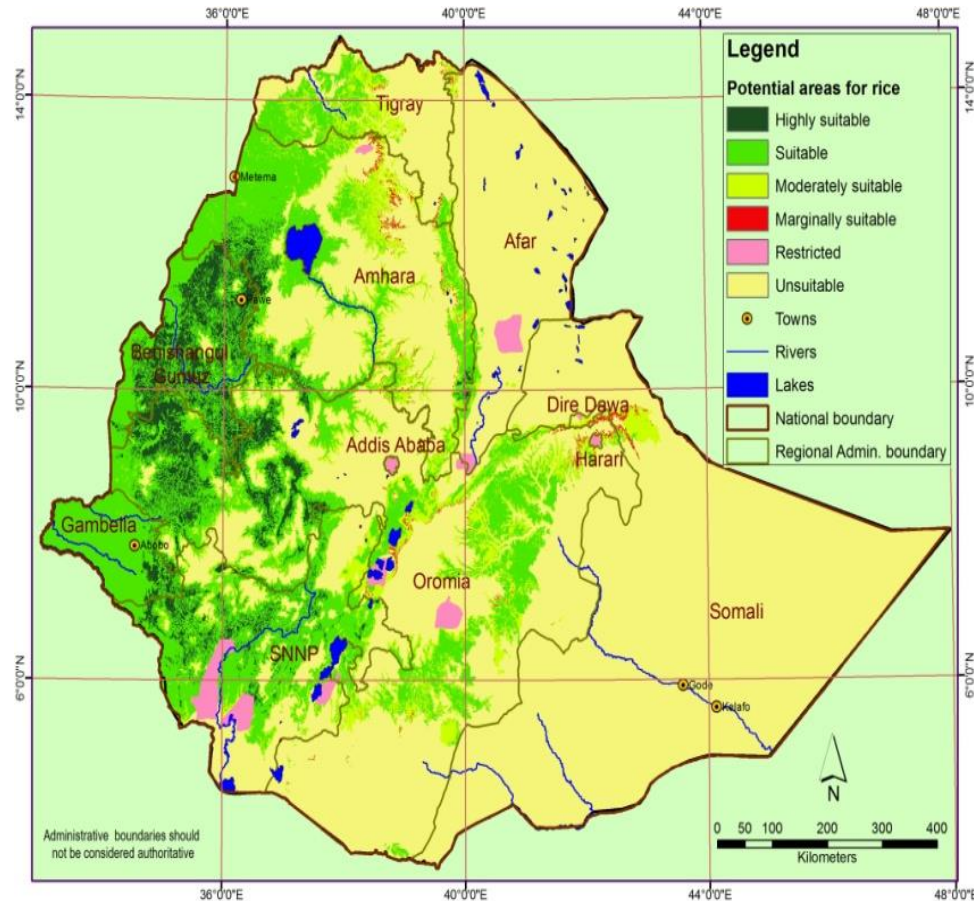 36°0'0"E 40°0'0"E 44°0'0"E 48°0'0"E
14°0'0"N
14°0'0"N
10°0'0"N
10°0'0"N
6°0'0"N
6°0'0"N
Legend
Potential areas for rice
Highly suitable
Suitable
Moderately suitable
Marginally suitable
Restricted
Unsuitable
Towns
Rivers
Lakes
National boundary
Regional Admin. boundary
Tigray
Metema
Afar
Amhara
Pawe
Benishangul
Gumuz
Dire Dawa
Addis Ababa
Harari
Gambella
Abobo
Oromia
Somali
SNNP
Gode
Kelafo
N
Administrative boundaries should
not be considered authoritative
0 50 100 200 300 400
Kilometers
36°0'0"E 40°0'0"E 44°0'0"E 48°0'0"E